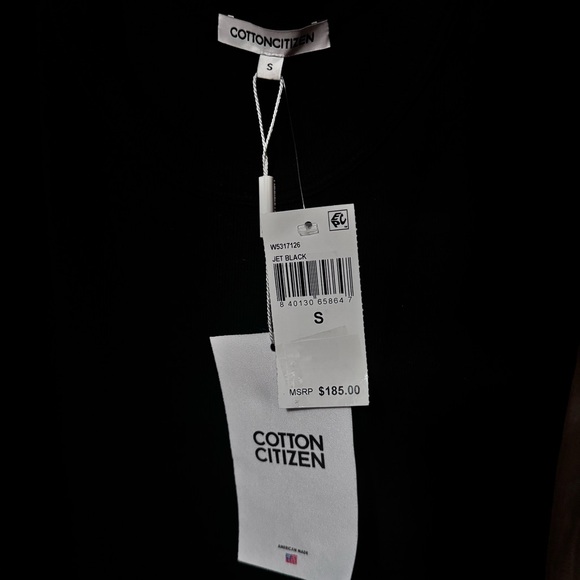 COTTONCITIZEN
S
W5317126
JET BLACK
8 40130 65864 7
S
MSRP $185.00
COTTON
CITIZEN
AMERICAN MADE